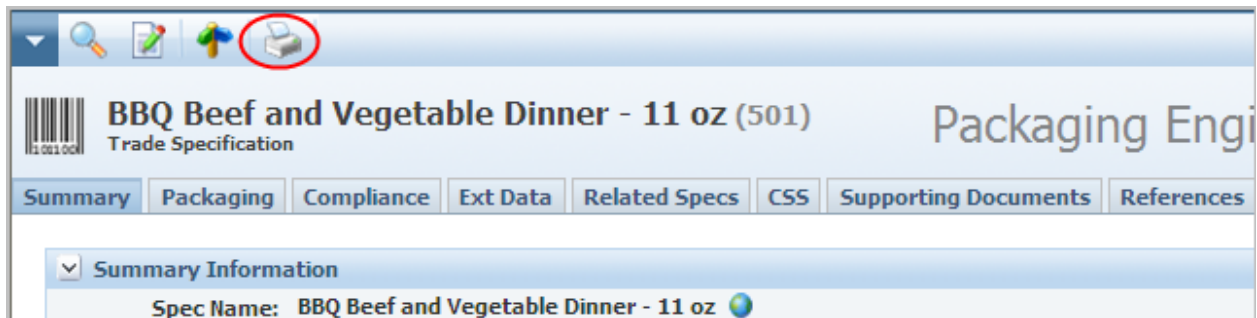 BBQ Beef and Vegetable Dinner - 11 oz (501)
Trade Specification
Packaging Engi
Summary Packaging Compliance Ext Data Related Specs CSS Supporting Documents References
Summary Information
Spec Name: BBQ Beef and Vegetable Dinner - 11 oz